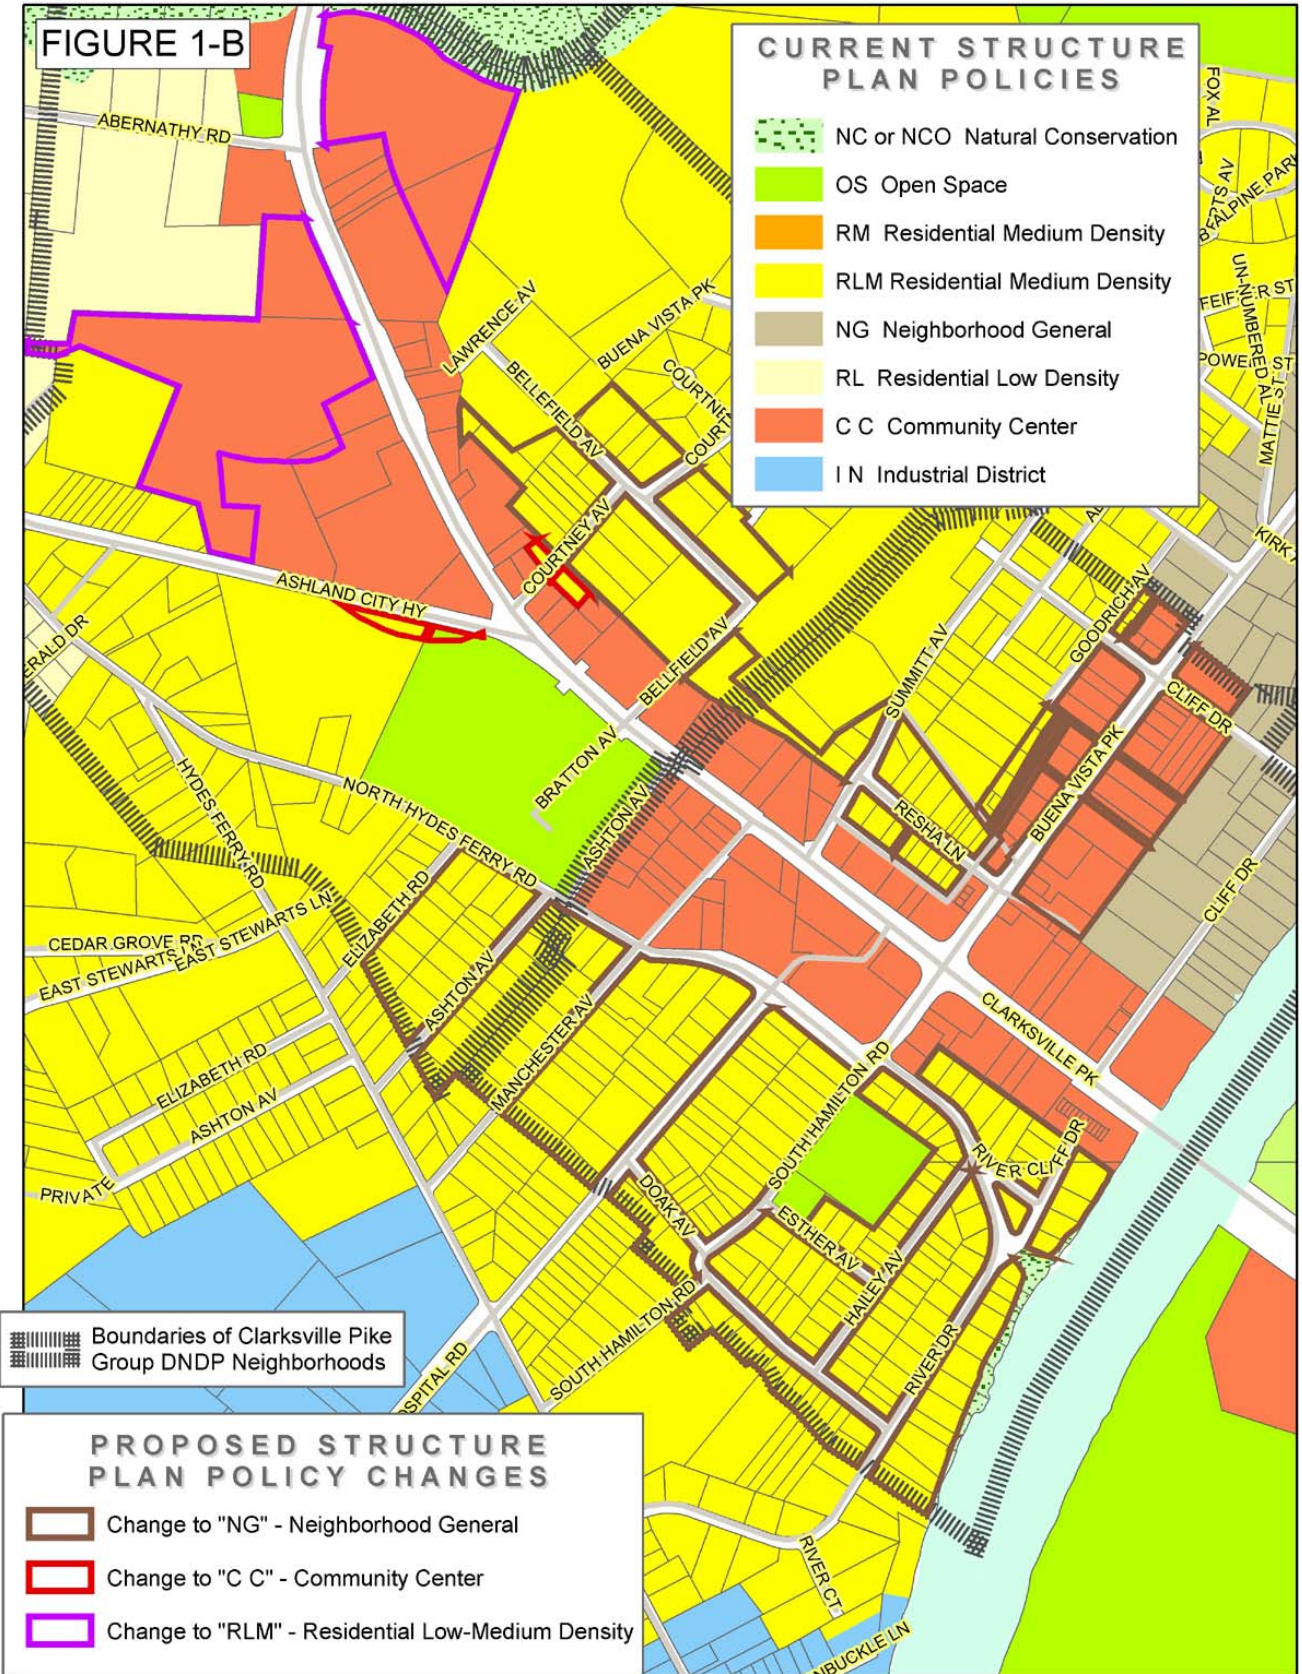 FIGURE 1-B
CURRENT STRUCTURE
PLAN POLICIES
NC or NCO Natural Conservation
OS Open Space
RM Residential Medium Density
RLM Residential Medium Density
NG Neighborhood General
RL Residential Low Density
C C Community Center
I N Industrial District
ABERNATHY RD
FOX AL
ALPINE PARK
UN-NUMBERED AL
MATTIE ST
LAWRENCE AV
BUENA VISTA PK
BELLEFIELD AV
COURTNEY AV
ASHLAND CITY HY
GOODRICH AV
BELLFIELD AV
SUMMITT AV
CLIFF DR
BRATTON AV
BUENA VISTA PK
HYDES FERRY RD
NORTH HYDES FERRY RD
ASHTON AV
RESHA LN
CLIFF DR
ELIZABETH RD
CEDAR GROVE RD
EAST STEWARTS LN
EAST STEWARTS
ASHTON AV
MANCHESTER AV
CLARKSVILLE PK
ELIZABETH RD
ASHTON AV
SOUTH HAMILTON RD
RIVER CLIFF DR
PRIVATE
DOAK AV
ESTHER AV
HAILEY AV
SOUTH HAMILTON RD
RIVER DR
Boundaries of Clarksville Pike
Group DNDP Neighborhoods
PROPOSED STRUCTURE
PLAN POLICY CHANGES
Change to "NG" - Neighborhood General
Change to "C C" - Community Center
Change to "RLM" - Residential Low-Medium Density
RIVER CT